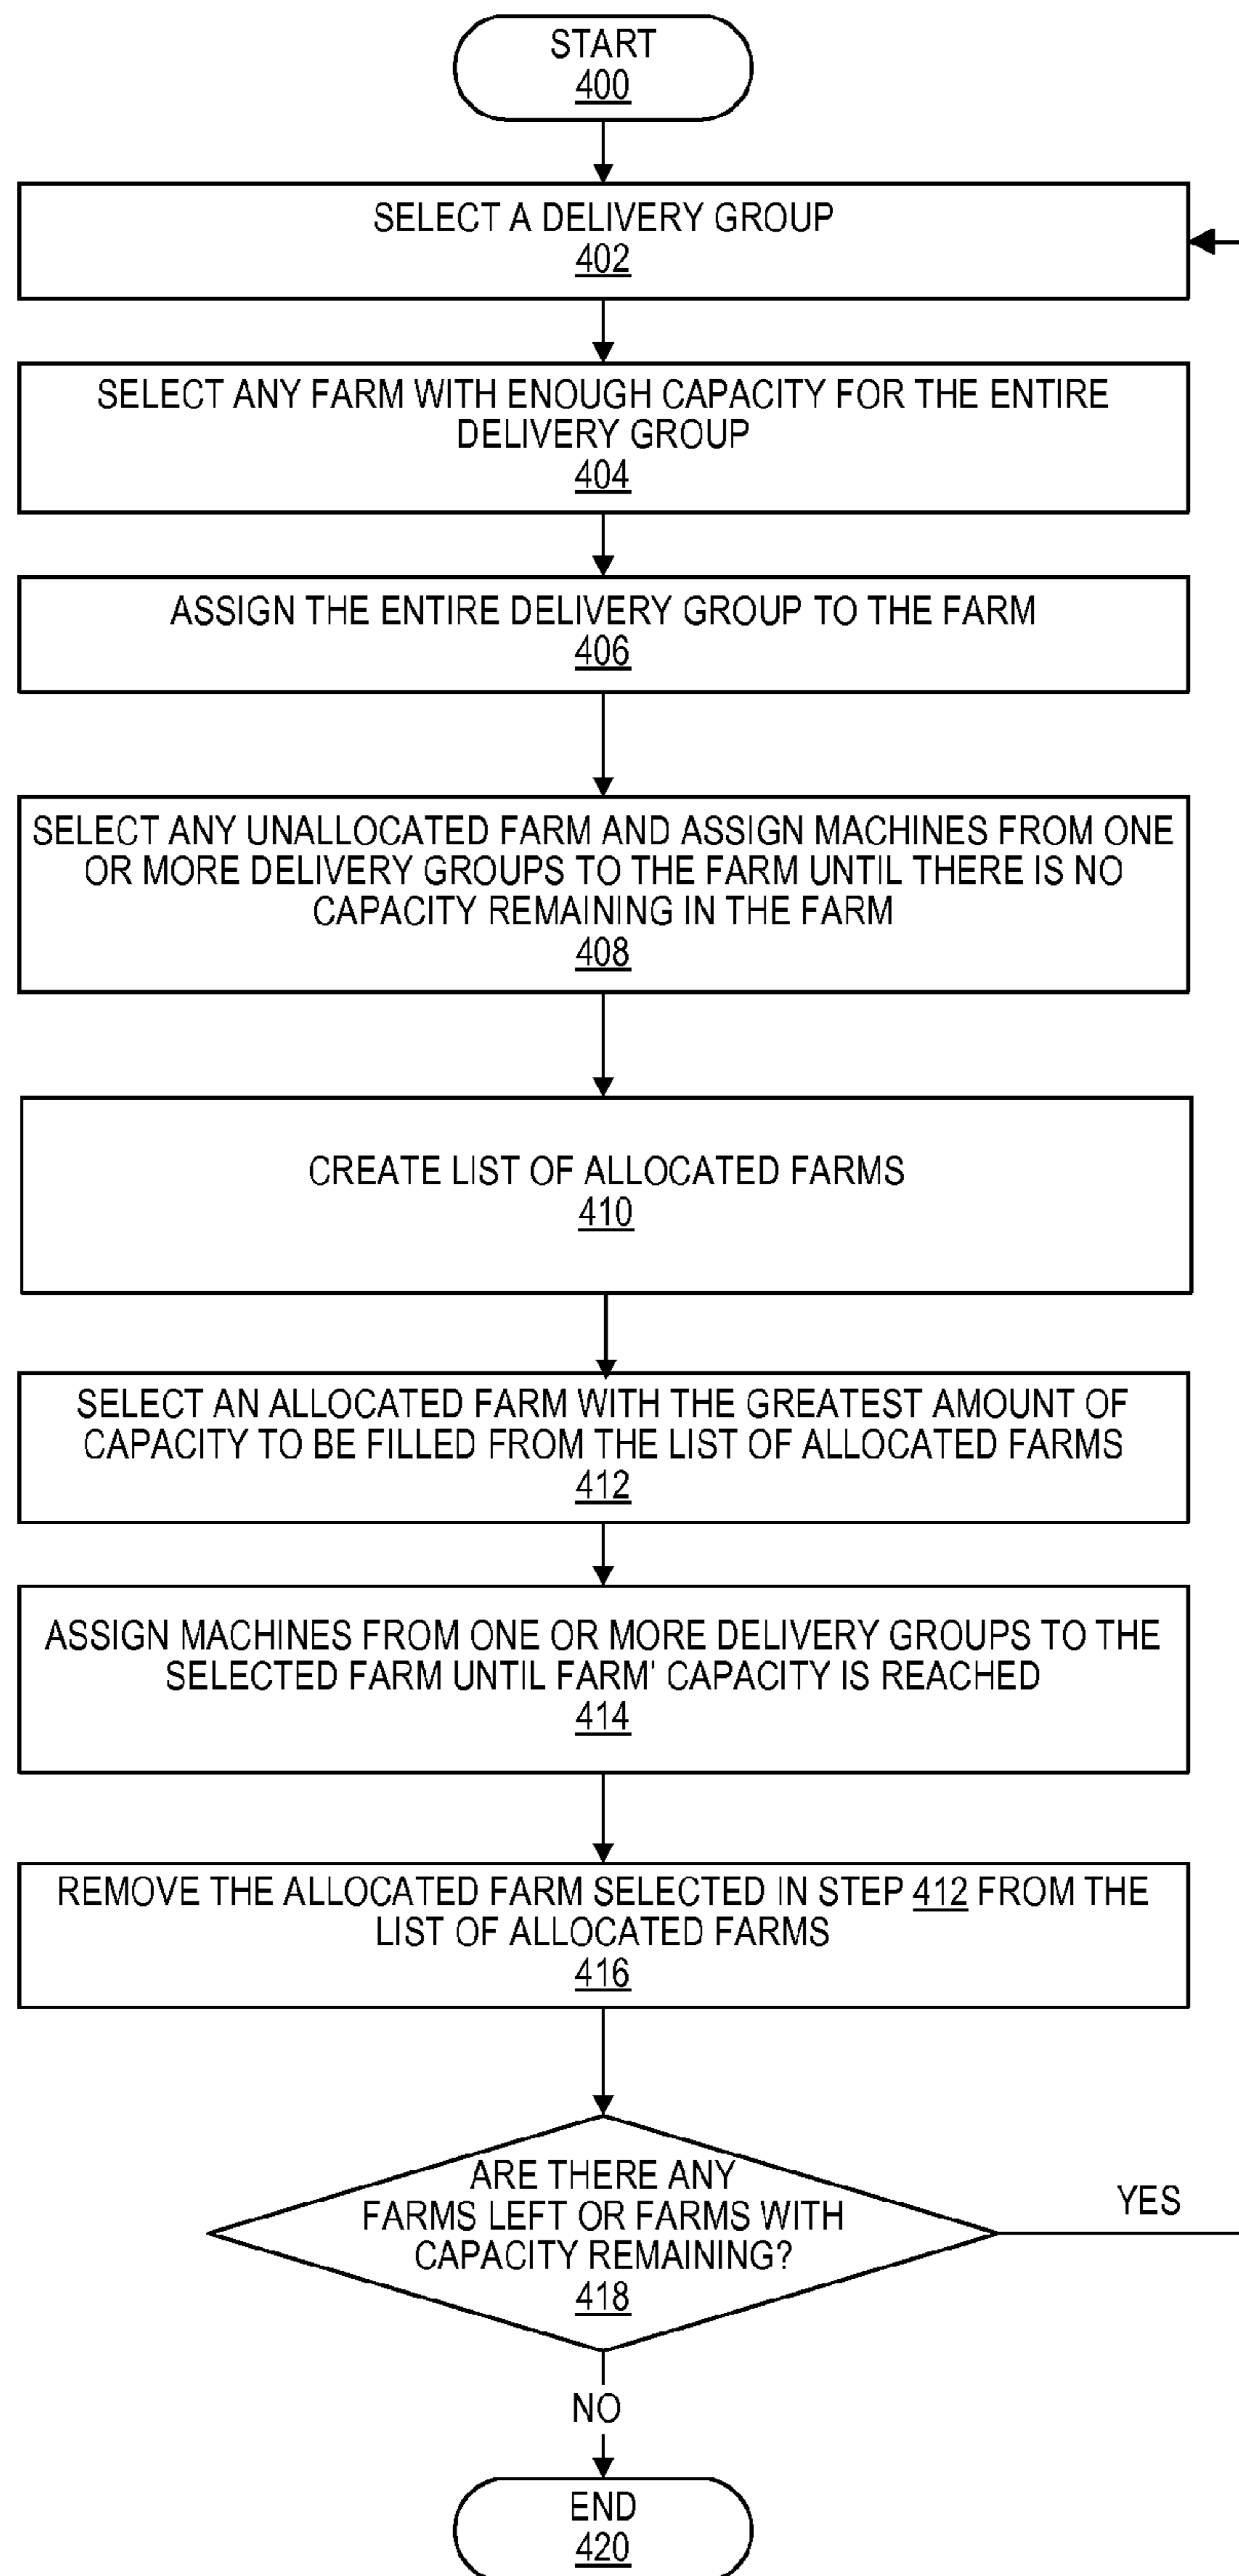 START
400
SELECT A DELIVERY GROUP
402
SELECT ANY FARM WITH ENOUGH CAPACITY FOR THE ENTIRE
DELIVERY GROUP
404
ASSIGN THE ENTIRE DELIVERY GROUP TO THE FARM
406
SELECT ANY UNALLOCATED FARM AND ASSIGN MACHINES FROM ONE
OR MORE DELIVERY GROUPS TO THE FARM UNTIL THERE IS NO
CAPACITY REMAINING IN THE FARM
408
CREATE LIST OF ALLOCATED FARMS
410
SELECT AN ALLOCATED FARM WITH THE GREATEST AMOUNT OF
CAPACITY TO BE FILLED FROM THE LIST OF ALLOCATED FARMS
412
ASSIGN MACHINES FROM ONE OR MORE DELIVERY GROUPS TO THE
SELECTED FARM UNTIL FARM' CAPACITY IS REACHED
414
REMOVE THE ALLOCATED FARM SELECTED IN STEP 412 FROM THE
LIST OF ALLOCATED FARMS
416
ARE THERE ANY
FARMS LEFT OR FARMS WITH
CAPACITY REMAINING?
418
YES
NO
END
420